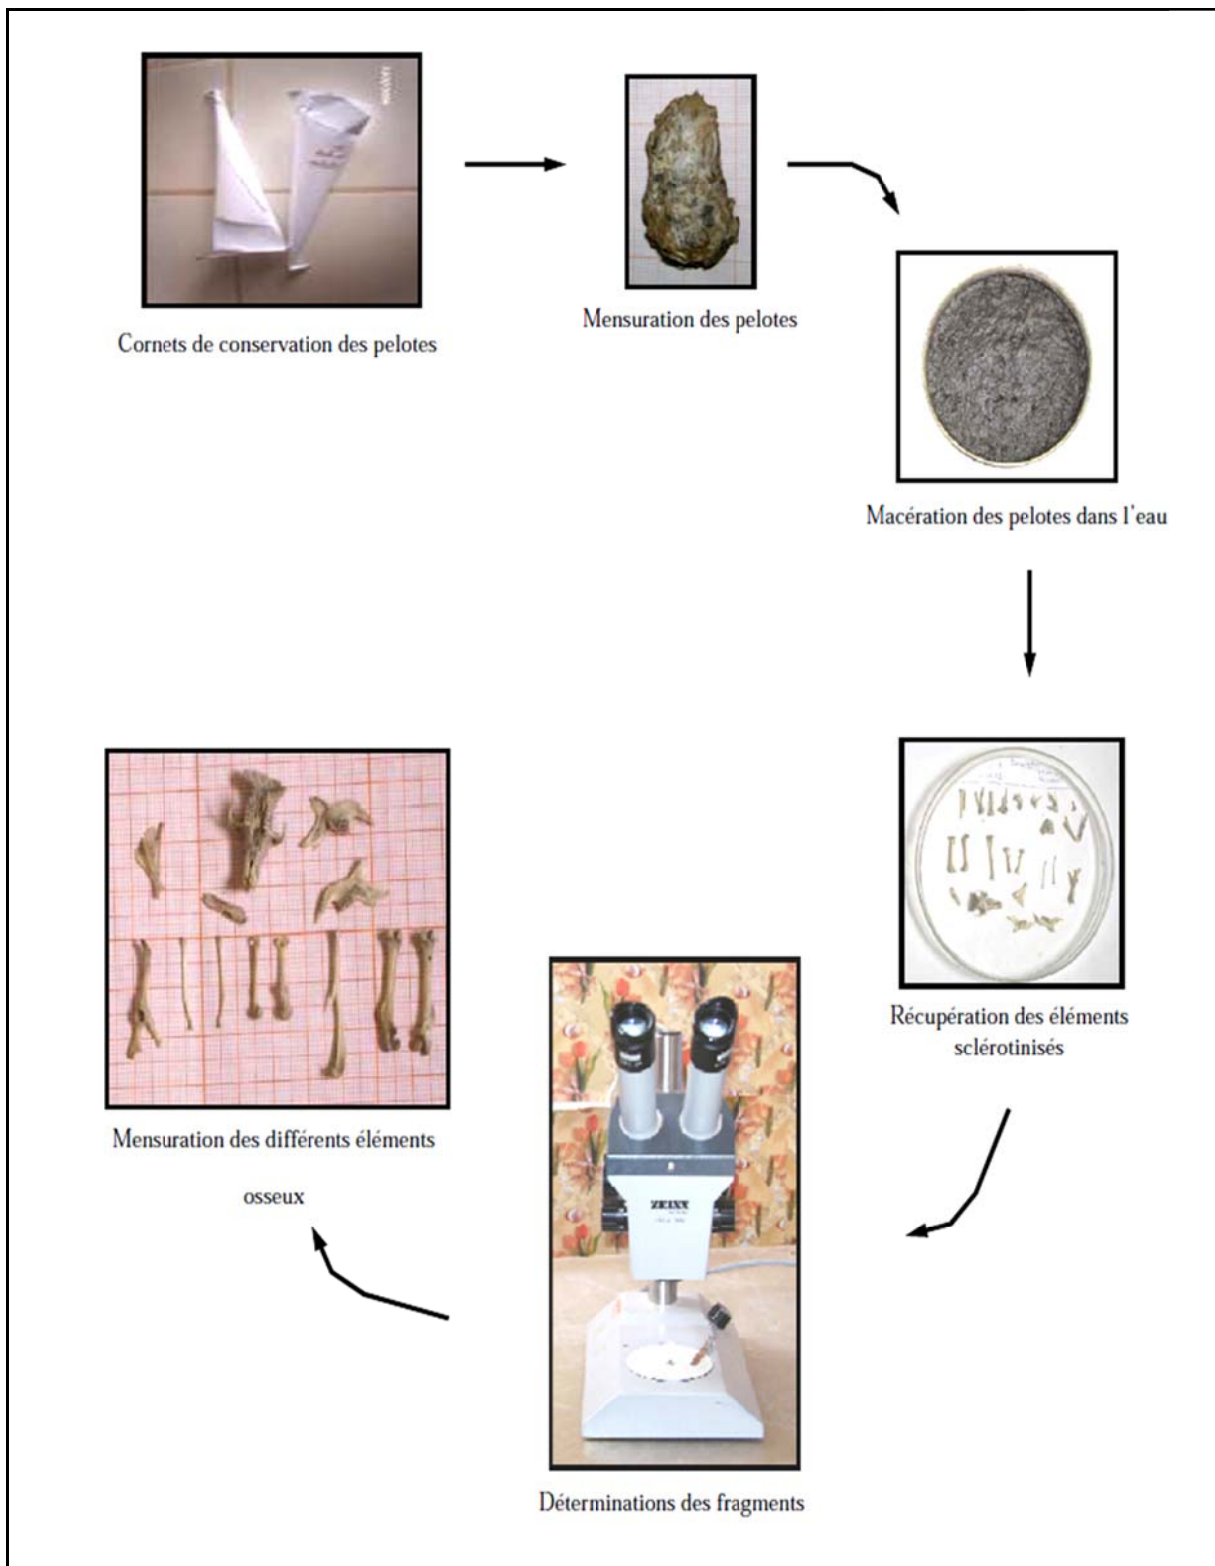 Cornets de conservation des pelotes
Mensuration des pelotes
Macération des pelotes dans l'eau
Récupération des éléments
sclérotinisés
ZEISS
Déterminations des fragments
Mensuration des différents éléments
osseux